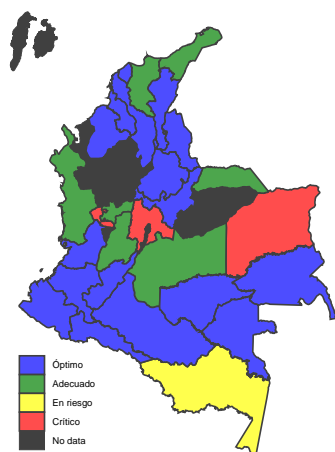 Óptimo
Adecuado
En riesgo
Crítico
No data